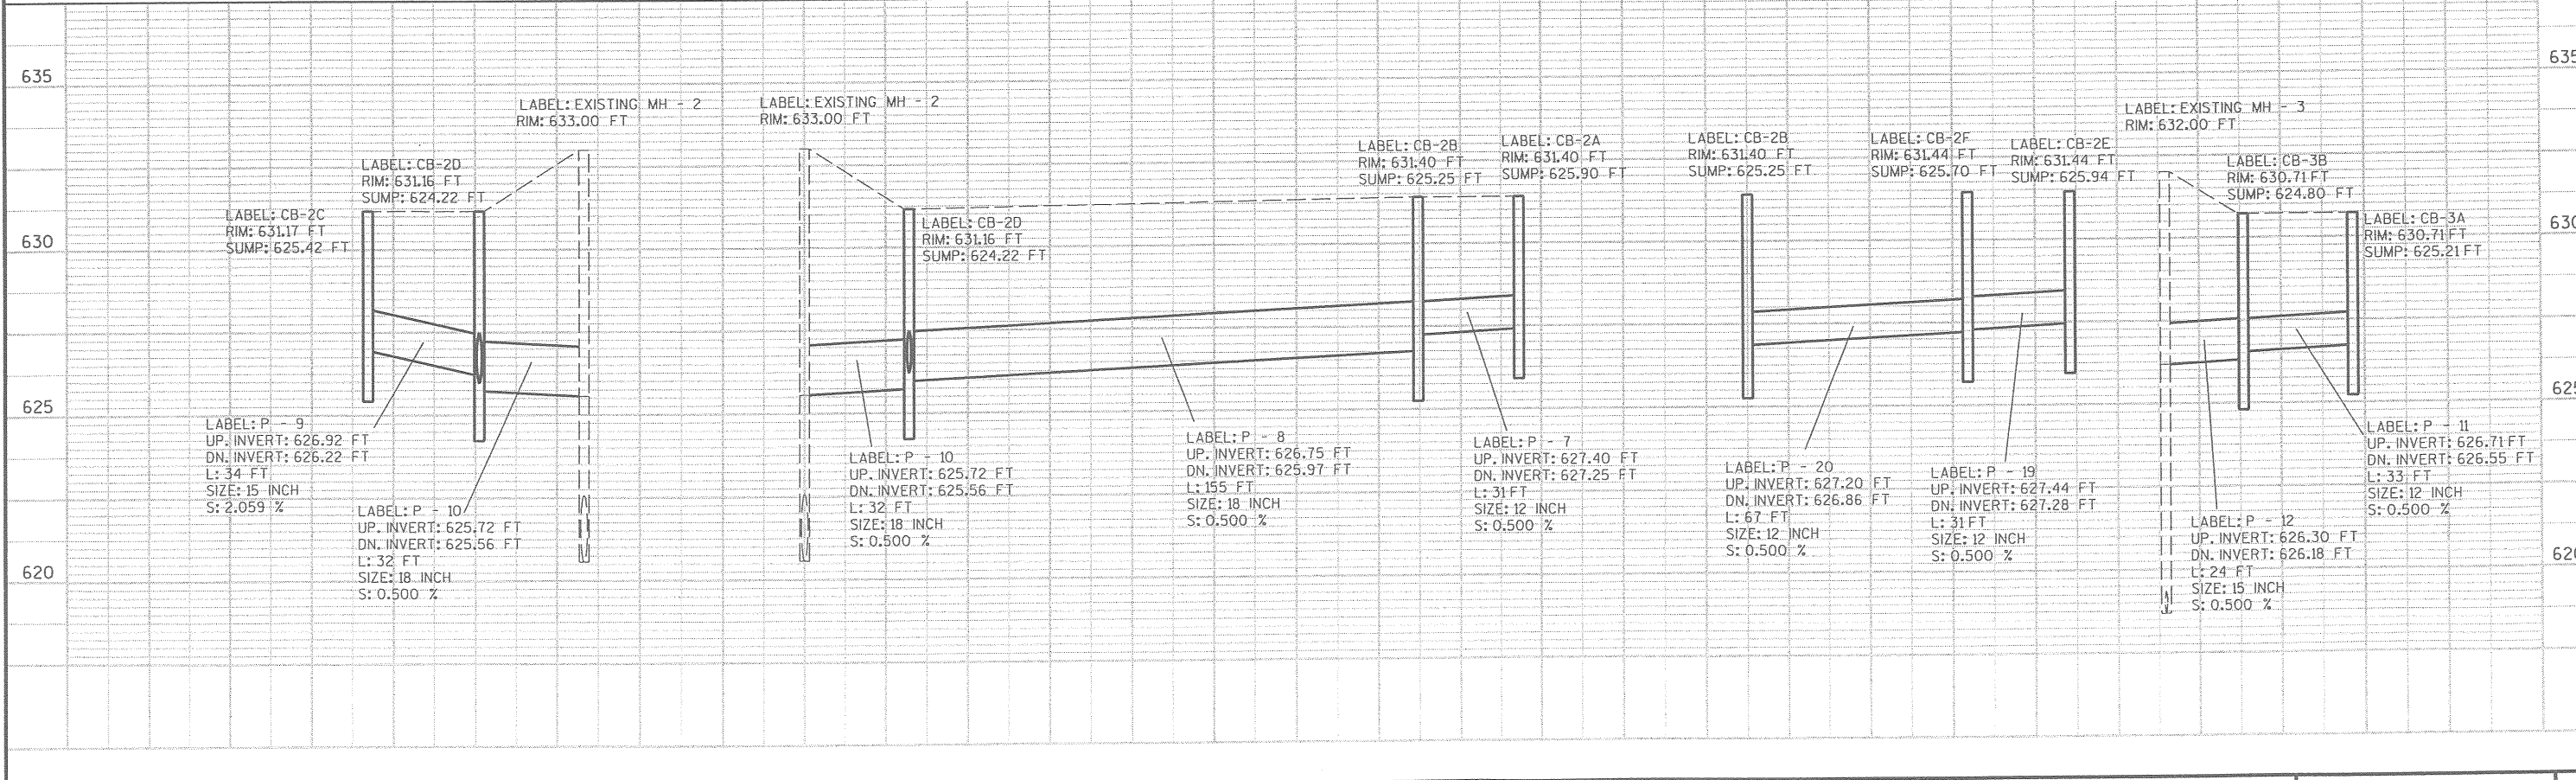 635
630
625
620
LABEL: EXISTING MH - 2
RIM: 633.00 FT
LABEL: CB-2D
RIM: 631.16 FT
SUMP: 624.22 FT
LABEL: CB-2C
RIM: 631.17 FT
SUMP: 625.42 FT
LABEL: P - 9
UP. INVERT: 626.92 FT
DN. INVERT: 626.22 FT
L: 34 FT
SIZE: 15 INCH
S: 2.059 %
LABEL: P - 10
UP. INVERT: 625.72 FT
DN. INVERT: 625.56 FT
L: 32 FT
SIZE: 18 INCH
S: 0.500 %
LABEL: EXISTING MH - 2
RIM: 633.00 FT
LABEL: CB-2D
RIM: 631.16 FT
SUMP: 624.22 FT
LABEL: P - 10
UP. INVERT: 625.72 FT
DN. INVERT: 625.56 FT
L: 32 FT
SIZE: 18 INCH
S: 0.500 %
LABEL: P - 8
UP. INVERT: 626.75 FT
DN. INVERT: 625.97 FT
L: 155 FT
SIZE: 18 INCH
S: 0.500 %
LABEL: CB-2B
RIM: 631.40 FT
SUMP: 625.25 FT
LABEL: CB-2A
RIM: 631.40 FT
SUMP: 625.90 FT
LABEL: P - 7
UP. INVERT: 627.40 FT
DN. INVERT: 627.25 FT
L: 31 FT
SIZE: 12 INCH
S: 0.500 %
LABEL: CB-2B
RIM: 631.40 FT
SUMP: 625.25 FT
LABEL: CB-2F
RIM: 631.44 FT
SUMP: 625.70 FT
LABEL: CB-2E
RIM: 631.44 FT
SUMP: 625.94 FT
LABEL: P - 20
UP. INVERT: 627.20 FT
DN. INVERT: 626.86 FT
L: 67 FT
SIZE: 12 INCH
S: 0.500 %
LABEL: P - 19
UP. INVERT: 627.44 FT
DN. INVERT: 627.28 FT
L: 31 FT
SIZE: 12 INCH
S: 0.500 %
LABEL: EXISTING MH - 3
RIM: 632.00 FT
LABEL: CB-3B
RIM: 630.71 FT
SUMP: 624.80 FT
LABEL: CB-3A
RIM: 630.71 FT
SUMP: 625.21 FT
LABEL: P - 11
UP. INVERT: 626.71 FT
DN. INVERT: 626.55 FT
L: 33 FT
SIZE: 12 INCH
S: 0.500 %
LABEL: P - 12
UP. INVERT: 626.30 FT
DN. INVERT: 626.18 FT
L: 24 FT
SIZE: 15 INCH
S: 0.500 %
635